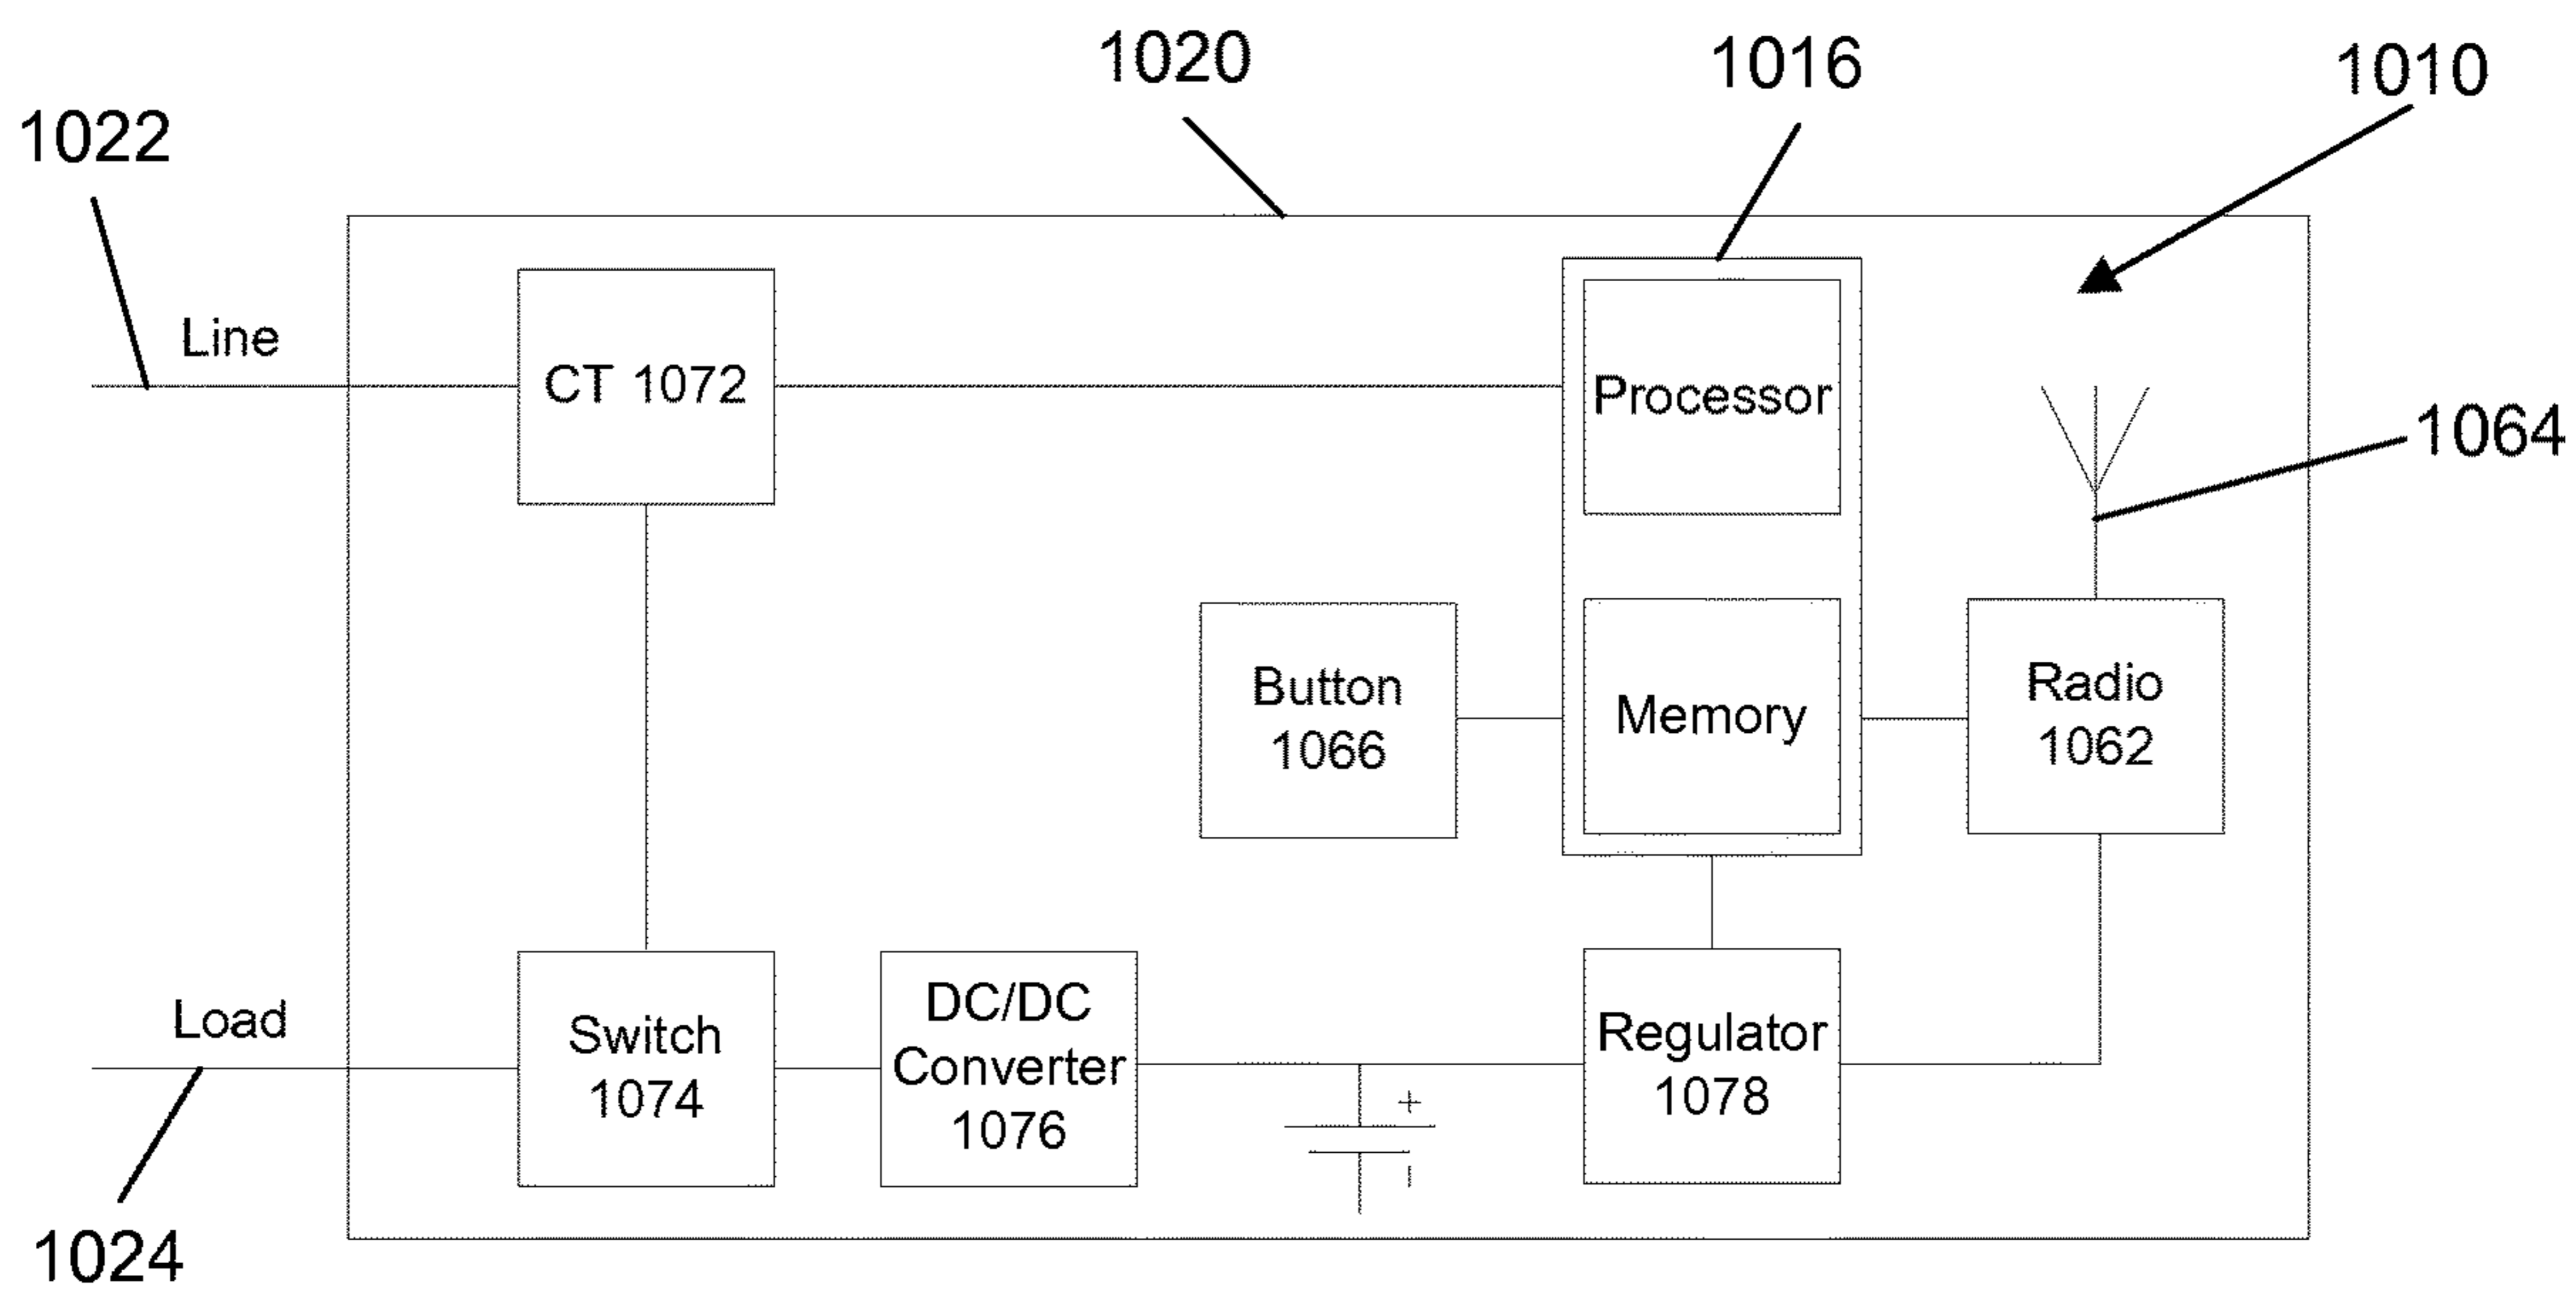 1020
1016
1010
1022
Line
CT 1072
Processor
1064
Button
1066
Memory
Radio
1062
Load
Switch
1074
DC/DC
Converter
1076
+
-
Regulator
1078
1024